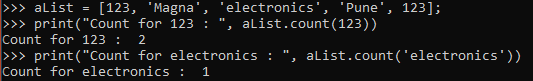 >>> aList = [123, 'Magna', 'electronics', 'Pune', 123];
>>> print("Count for 123 : ", aList.count(123))
Count for 123 :  2
>>> print("Count for electronics : ", aList.count('electronics'))
Count for electronics :  1